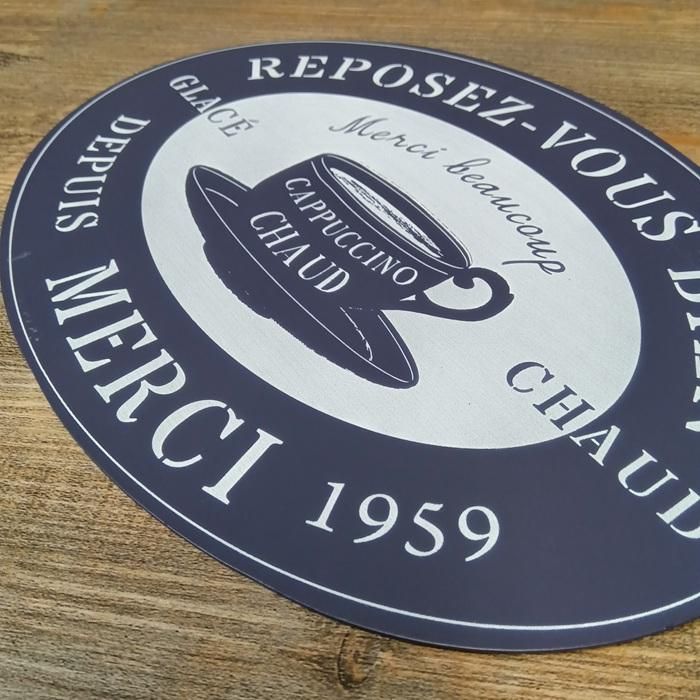 REPOSEZ-VOUS
GLACÉ
Merci beaucoup
CAPPUCCINO
CHAUD
CHAUD
DEPUIS
1959
MERCI